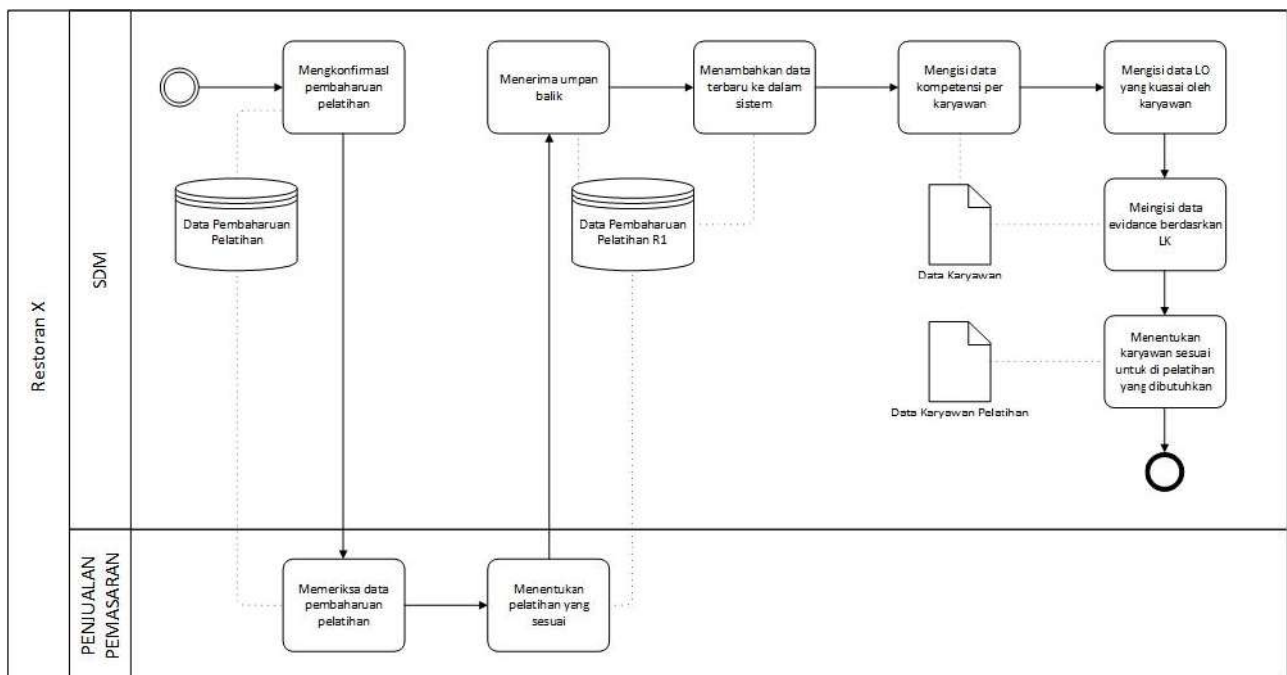 Restoran X
SDM
Mengkonfirmasi
pembaharuan
pelatihan
Menerima umpan
balik
Menambahkan data
terbaru ke dalam
sistem
Mengisi data
kompetensi per
karyawan
Mengisi data LO
yang kuasai oleh
karyawan
Data Pembaharuan
Pelatihan
Data Pembaharuan
Pelatihan R1
Data Karyawan
Meingisi data
evidance berdasrkan
LK
Data Karyawan Pelatihan
Menentukan
karyawan sesuai
untuk di pelatihan
yang dibutuhkan
PENJUALAN
PEMASARAN
Memeriksa data
pembaharuan
pelatihan
Menentukan
pelatihan yang
sesuai